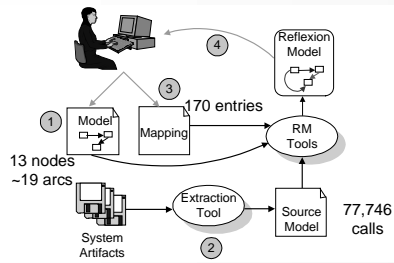 4
Reflexion
Model
3
1
170 entries
Model
Mapping
RM
Tools
13 nodes
~19 arcs
Extraction
Tool
Source
Model
77,746
calls
System
Artifacts
2